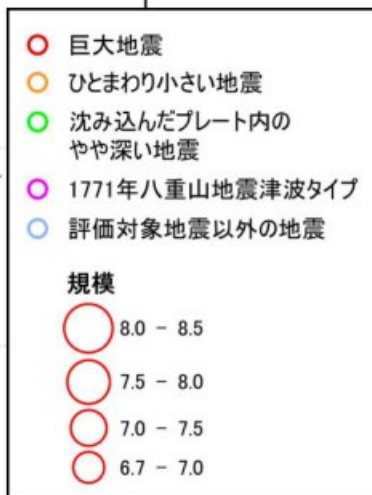 巨大地震
ひとまわり小さい地震
沈み込んだプレート内の
やや深い地震
1771年八重山地震津波タイプ
評価対象地震以外の地震
規模
8.0 - 8.5
7.5 - 8.0
7.0 - 7.5
6.7 - 7.0